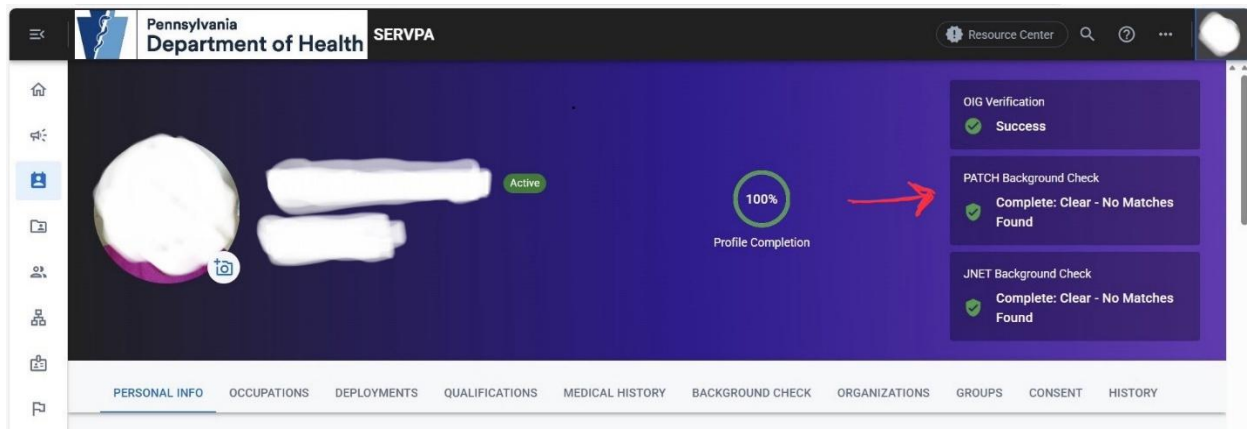 Pennsylvania
Department of Health
SERVPA
Resource Center
OIG Verification
Success
Active
100%
Profile Completion
PATCH Background Check
Complete: Clear - No Matches
Found
JNET Background Check
Complete: Clear - No Matches
Found
PERSONAL INFO OCCUPATIONS DEPLOYMENTS QUALIFICATIONS MEDICAL HISTORY BACKGROUND CHECK ORGANIZATIONS GROUPS CONSENT HISTORY